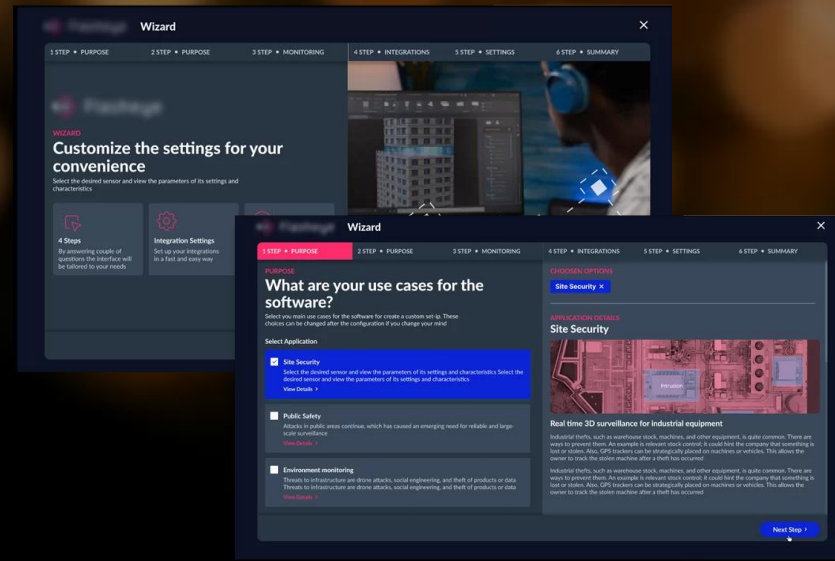 Wizard
1 STEP • PURPOSE
2 STEP • PURPOSE
3 STEP • MONITORING
4 STEP • INTEGRATIONS
5 STEP • SETTINGS
6 STEP • SUMMARY
WIZARD
Customize the settings for your
convenience
Select the desired sensor and view the parameters of its settings and
characteristics
4 Steps
By answering couple of
questions the interface will
be tailored to your needs
Integration Settings
Set up your integrations
in a fast and easy way
Wizard
1 STEP • PURPOSE
2 STEP • PURPOSE
3 STEP • MONITORING
4 STEP • INTEGRATIONS
5 STEP • SETTINGS
6 STEP • SUMMARY
PURPOSE
What are your use cases for the
software?
Select you main use cases for the software for create a custom set-ip. These
choices can be changed after the configuration if you change your mind
Select Application
Site Security
Select the desired sensor and view the parameters of its settings and characteristics Select the
desired sensor and view the parameters of its settings and characteristics
View Details >
Public Safety
Attacks in public areas continue, which has caused an emerging need for reliable and large-
scale surveillance
View Details >
Environment monitoring
Threats to infrastructure are drone attacks, social engineering, and theft of products or data
Threats to infrastructure are drone attacks, social engineering, and theft of products or data
View Details >
CHOOSEN OPTIONS
Site Security ×
APPLICATION DETAILS
Site Security
Intrusion
Real time 3D surveillance for industrial equipment
Industrial thefts, such as warehouse stock, machines, and other equipment, is quite common. There are
ways to prevent them. An example is relevant stock control; it could hint the company that something is
lost or stolen. Also, GPS trackers can be strategically placed on machines or vehicles. This allows the
owner to track the stolen machine after a theft has occurred
Industrial thefts, such as warehouse stock, machines, and other equipment, is quite common. There are
ways to prevent them. An example is relevant stock control; it could hint the company that something is
lost or stolen. Also, GPS trackers can be strategically placed on machines or vehicles. This allows the
owner to track the stolen machine after a theft has occurred
Next Step >